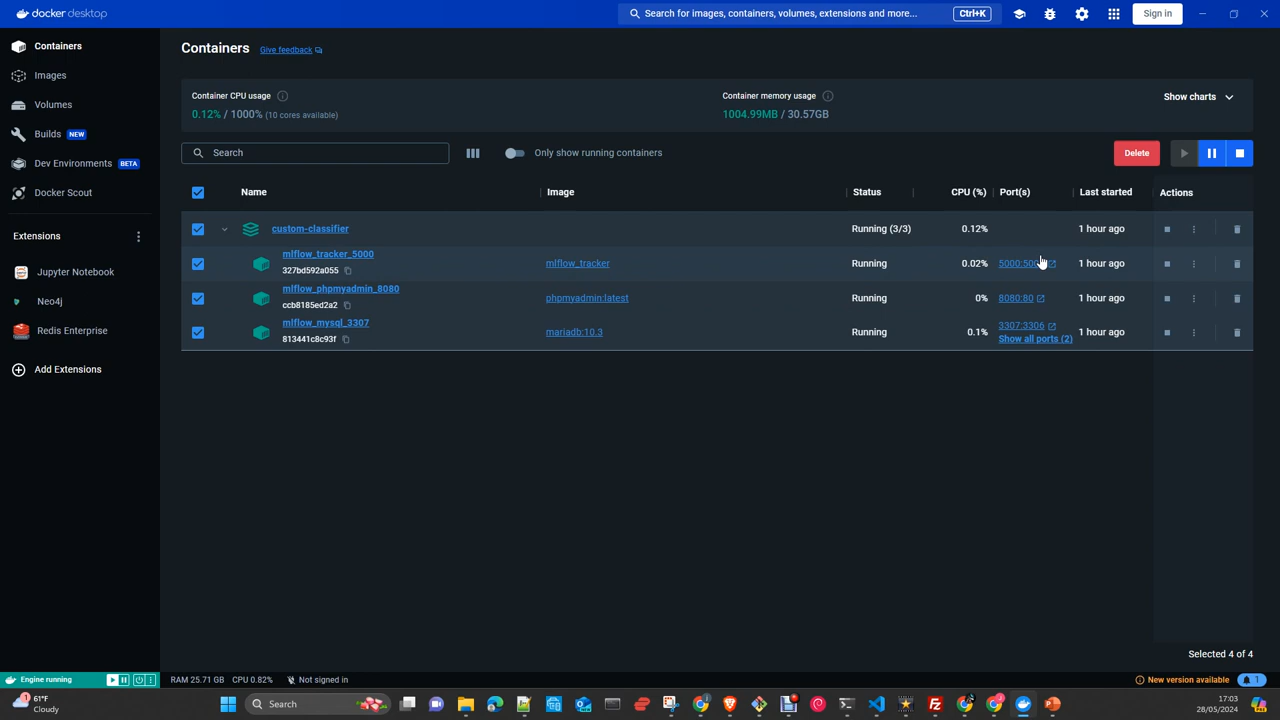 docker desktop
Search for images, containers, volumes, extensions and more...
Ctrl+K
Sign in
Containers
Images
Volumes
Builds NEW
Dev Environments BETA
Docker Scout
Extensions
Jupyter Notebook
Neo4j
Redis Enterprise
Add Extensions
Containers Give feedback
Container CPU usage
0.12% / 1000% (10 cores available)
Container memory usage
1004.99MB / 30.57GB
Show charts
Search
Only show running containers
Delete
Name Image Status CPU (%) Port(s) Last started Actions
custom-classifier Running (3/3) 0.12% 1 hour ago
mlflow_tracker_5000
327bd592a055
mlflow_tracker Running 0.02% 1 hour ago
mlflow_phpmyadmin_8080
ccb8185ed2a2
phpmyadmin:latest Running 0% 8080:80 1 hour ago
mlflow_mysql_3307
813441c8c93f
mariadb:10.3 Running 0.1% 3307:3306 1 hour ago
Show all ports (2)
Selected 4 of 4
Engine running
RAM 25.71 GB CPU 0.82% Not signed in
New version available 1
1
61°F
Cloudy
Search
17:03
28/05/2024